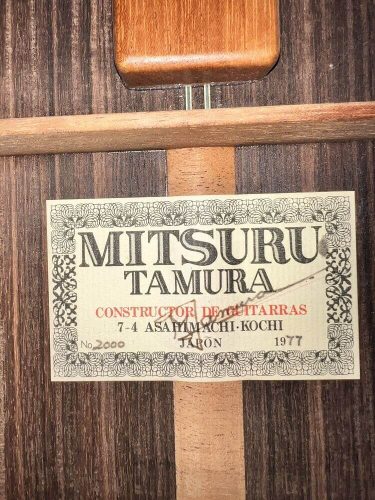 MITSURU
TAMURA
CONSTRUCTOR DE GUITARRAS
7-4 ASAHIMACHI·KOCHI
JAPON
No. 2000 1977